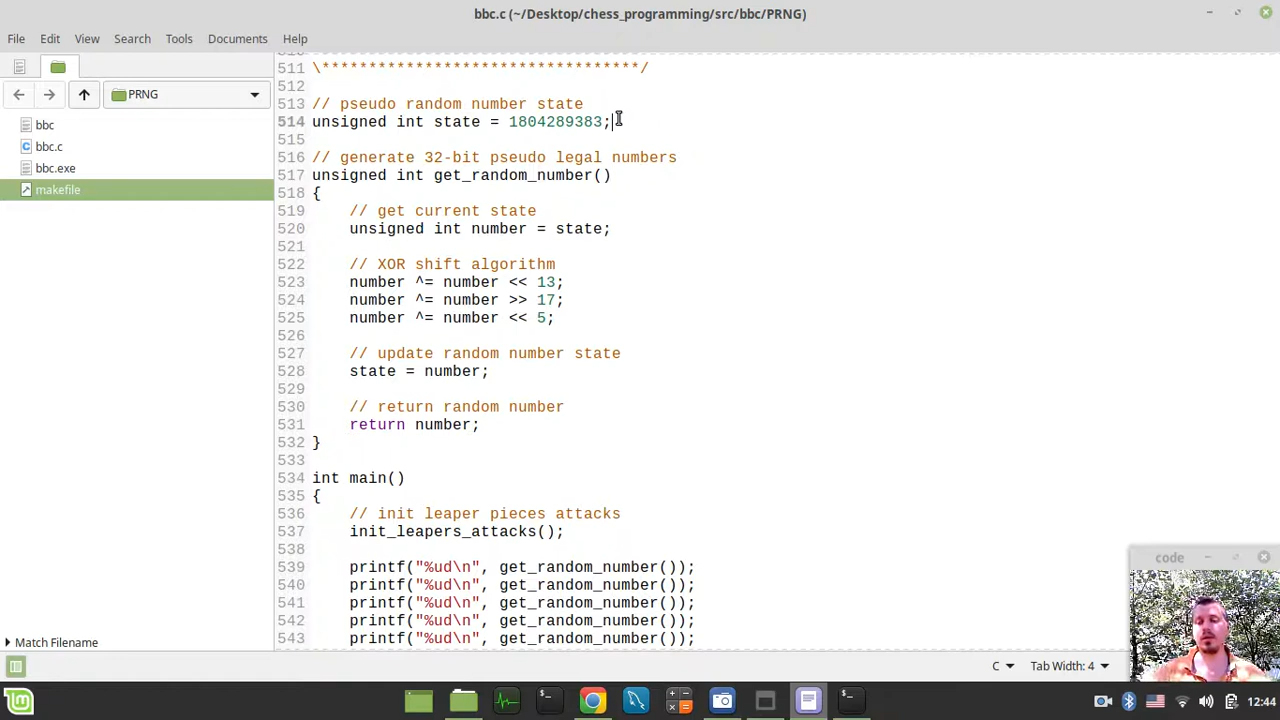 bbc.c (~/Desktop/chess_programming/src/bbc/PRNG)
File Edit View Search Tools Documents Help
PRNG
bbc
bbc.c
bbc.exe
makefile
Match Filename
511 \**********************************/
512
513 // pseudo random number state
514 unsigned int state = 1804289383;
515
516 // generate 32-bit pseudo legal numbers
517 unsigned int get_random_number()
518 {
519     // get current state
520     unsigned int number = state;
521
522     // XOR shift algorithm
523     number ^= number << 13;
524     number ^= number >> 17;
525     number ^= number << 5;
526
527     // update random number state
528     state = number;
529
530     // return random number
531     return number;
532 }
533
534 int main()
535 {
536     // init leaper pieces attacks
537     init_leapers_attacks();
538
539     printf("%ud\n", get_random_number());
540     printf("%ud\n", get_random_number());
541     printf("%ud\n", get_random_number());
542     printf("%ud\n", get_random_number());
543     printf("%ud\n", get_random_number());
code
C Tab Width: 4
12:44